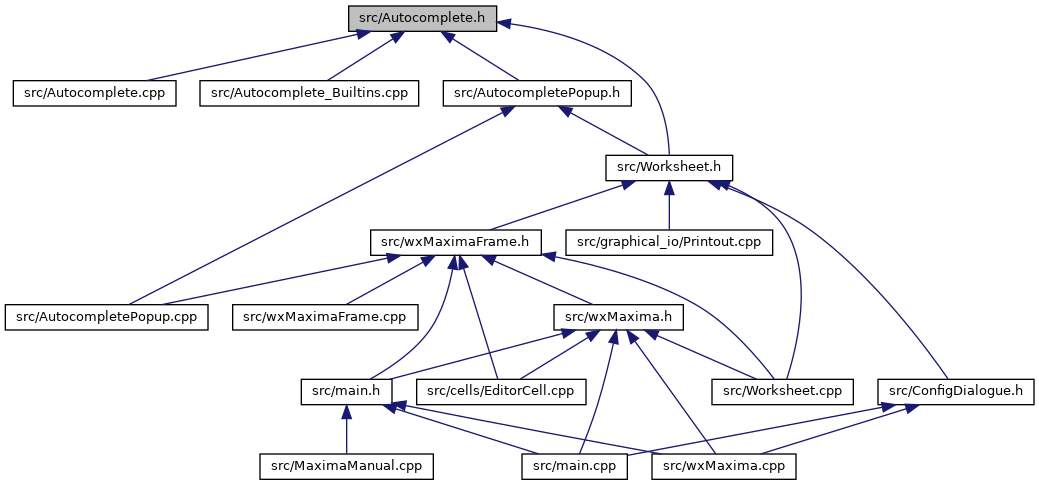 src/Autocomplete.h
src/Autocomplete.cpp
src/Autocomplete_Builtins.cpp
src/AutocompletePopup.h
src/Worksheet.h
src/wxMaximaFrame.h
src/graphical_io/Printout.cpp
src/AutocompletePopup.cpp
src/wxMaximaFrame.cpp
src/wxMaxima.h
src/main.h
src/cells/EditorCell.cpp
src/Worksheet.cpp
src/ConfigDialogue.h
src/MaximaManual.cpp
src/main.cpp
src/wxMaxima.cpp